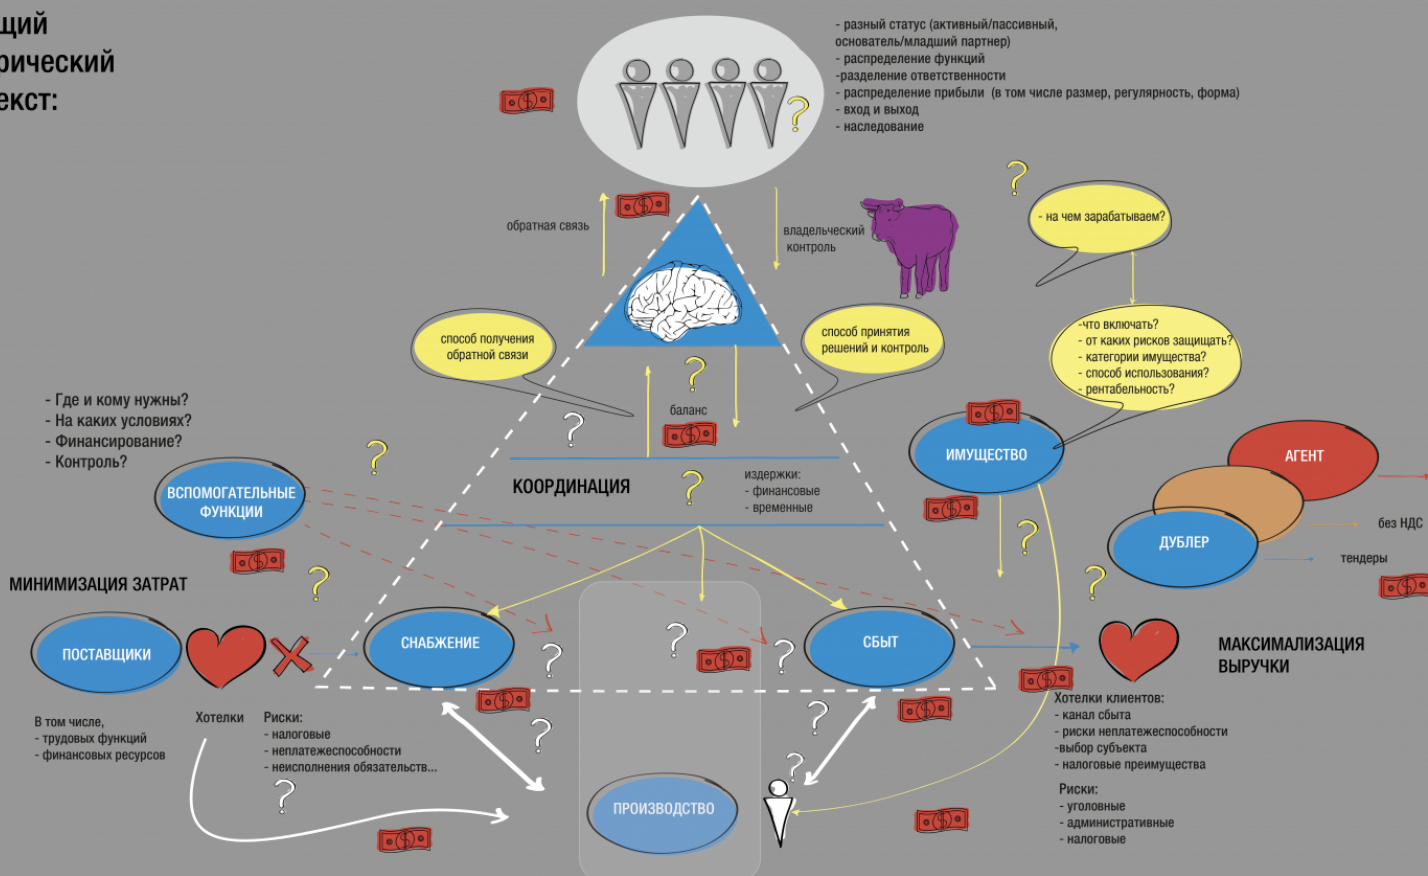 щий
рический
екст:
- разный статус (активный/пассивный,
основатель/младший партнер)
- распределение функций
-разделение ответственности
- распределение прибыли (в том числе размер, регулярность, форма)
- вход и выход
- наследование
обратная связь
владельческий
контроль
- на чем зарабатываем?
способ получения
обратной связи
способ принятия
решений и контроль
-что включать?
- от каких рисков защищать?
- категории имущества?
- способ использования?
- рентабельность?
- Где и кому нужны?
- На каких условиях?
- Финансирование?
- Контроль?
баланс
ВСПОМОГАТЕЛЬНЫЕ
ФУНКЦИИ
КООРДИНАЦИЯ
издержки:
- финансовые
- временные
ИМУЩЕСТВО
АГЕНТ
без НДС
ДУБЛЕР
тендеры
МИНИМИЗАЦИЯ ЗАТРАТ
ПОСТАВЩИКИ
СНАБЖЕНИЕ
СБЫТ
МАКСИМАЛИЗАЦИЯ
ВЫРУЧКИ
В том числе,
- трудовых функций
- финансовых ресурсов
Хотелки
Риски:
- налоговые
- неплатежеспособности
- неисполнения обязательств...
Хотелки клиентов:
- канал сбыта
- риски неплатежеспособности
-выбор субъекта
- налоговые преимущества
ПРОИЗВОДСТВО
Риски:
- уголовные
- административные
- налоговые